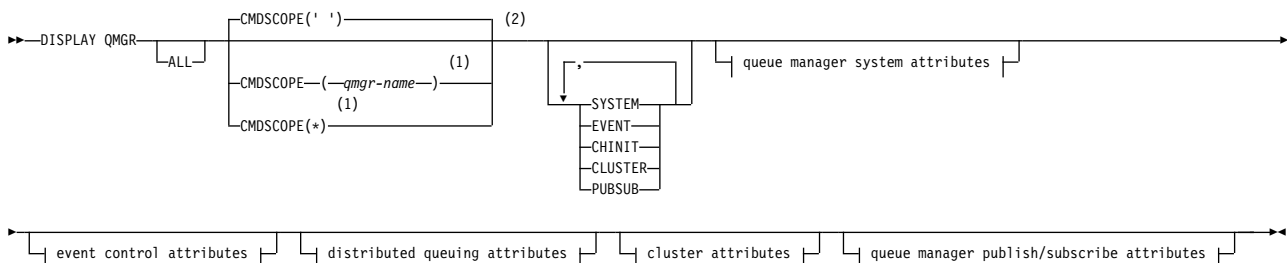 CMDSCOPE(' ') (2)
DISPLAY QMGR
ALL
CMDSCOPE ( qmgr-name ) (1)
CMDSCOPE(*) (1)
,
SYSTEM
EVENT
CHINIT
CLUSTER
PUBSUB
queue manager system attributes
event control attributes
distributed queuing attributes
cluster attributes
queue manager publish/subscribe attributes